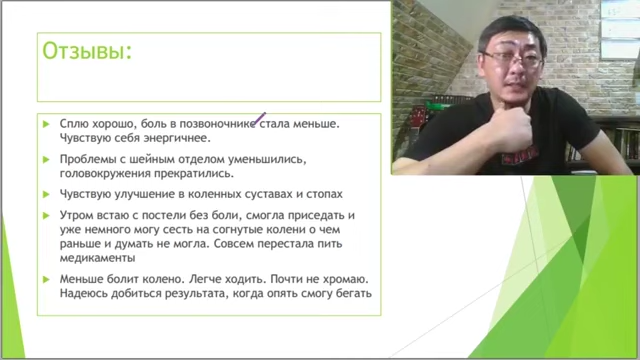 Отзывы:
Сплю хорошо, боль в позвоночнике стала меньше.
Чувствую себя энергичнее.
Проблемы с шейным отделом уменьшились,
головокружения прекратились.
Чувствую улучшение в коленных суставах и стопах
Утром встаю с постели без боли, смогла приседать и
уже немного могу сесть на согнутые колени о чем
раньше и думать не могла. Совсем перестала пить
медикаменты
Меньше болит колено. Легче ходить. Почти не хромаю.
Надеюсь добиться результата, когда опять смогу бегать